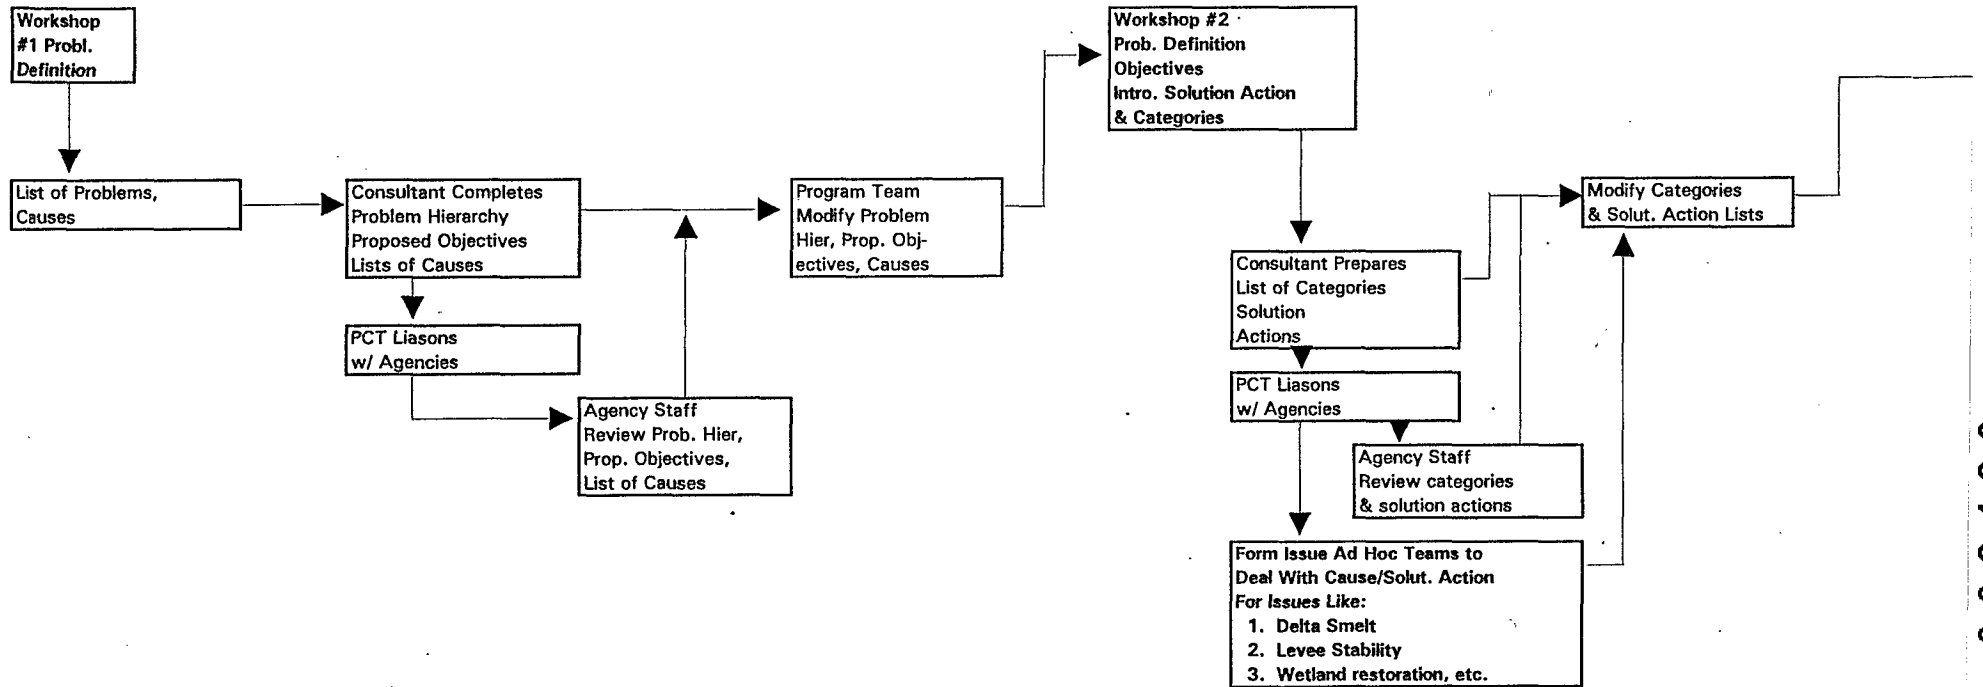 Workshop
#1 Probl.
Definition
List of Problems,
Causes
Consultant Completes
Problem Hierarchy
Proposed Objectives
Lists of Causes
PCT Liasons
w/ Agencies
Agency Staff
Review Prob. Hier,
Prop. Objectives,
List of Causes
Program Team
Modify Problem
Hier, Prop. Obj-
ectives, Causes
Workshop #2
Prob. Definition
Objectives
Intro. Solution Action
& Categories
Consultant Prepares
List of Categories
Solution
Actions
PCT Liasons
w/ Agencies
Agency Staff
Review categories
& solution actions
Form Issue Ad Hoc Teams to
Deal With Cause/Solut. Action
For Issues Like:
1. Delta Smelt
2. Levee Stability
3. Wetland restoration, etc.
Modify Categories
& Solut. Action Lists